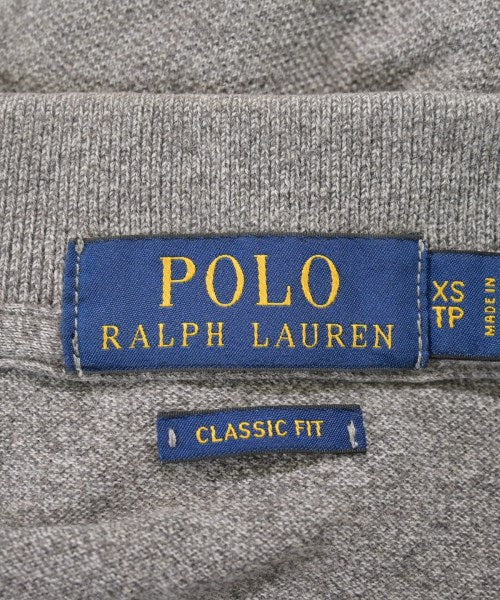 POLO
RALPH LAUREN
XS
TP
MADE IN
CLASSIC FIT